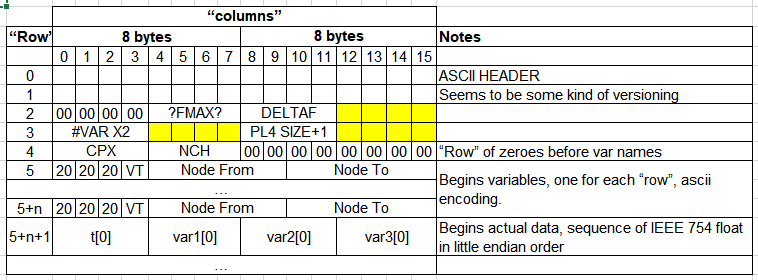 “columns”
“Row” 8 bytes 8 bytes Notes
0 1 2 3 4 5 6 7 8 9 10 11 12 13 14 15
0 ASCII HEADER
1 Seems to be some kind of versioning
2 00 00 00 00 ?FMAX? DELTAF
3 #VAR X2 PL4 SIZE+1
4 CPX NCH 00 00 00 00 00 00 00 00 “Row” of zeroes before var names
5 20 20 20 VT Node From Node To
Begins variables, one for each “row”, ascii
…
encoding.
5+n 20 20 20 VT Node From Node To
5+n+1 t[0] var1[0] var2[0] var3[0] Begins actual data, sequence of IEEE 754 float
in little endian order
…